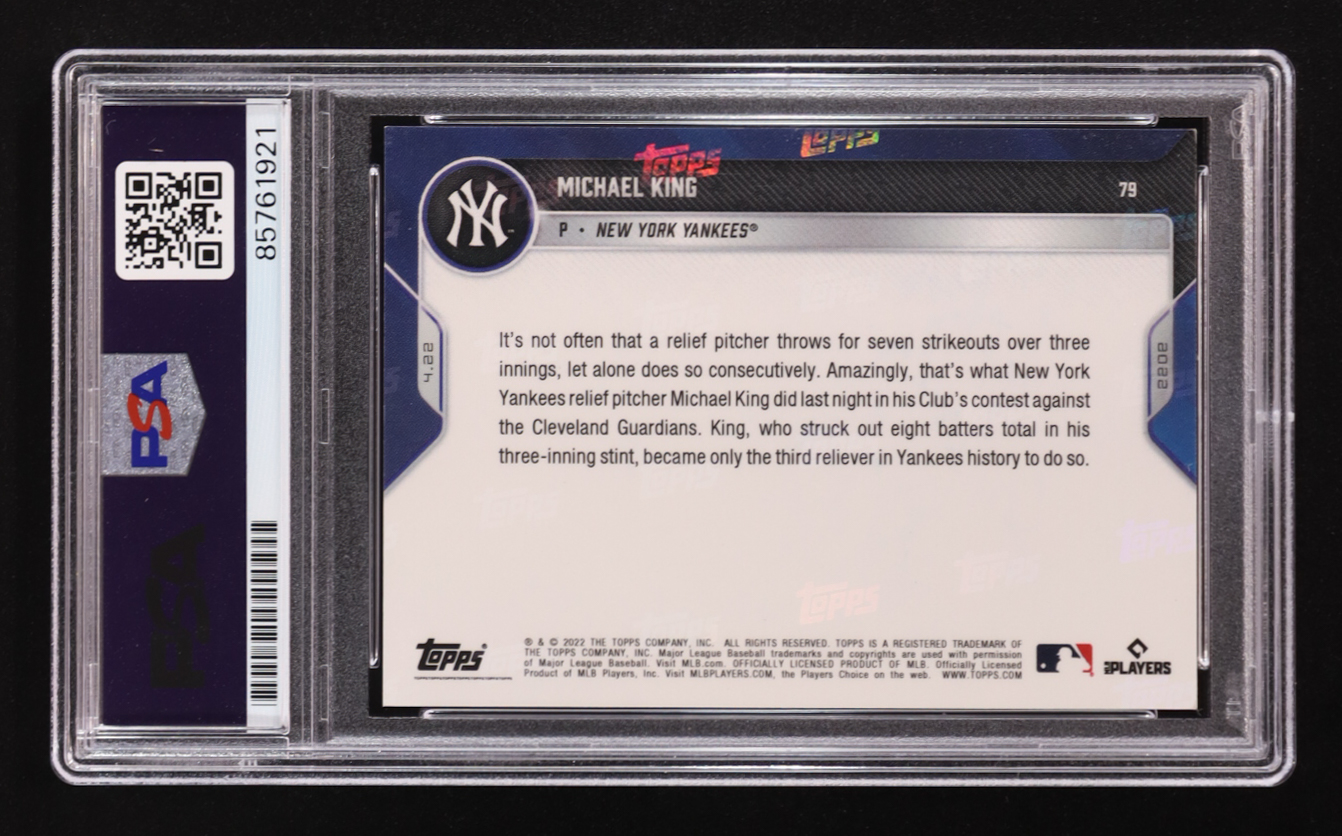 85761921
PSA
PSA
TOPPS
TOPPS
MICHAEL KING
79
NY
P • NEW YORK YANKEES®
4.22
2022
It's not often that a relief pitcher throws for seven strikeouts over three
innings, let alone does so consecutively. Amazingly, that's what New York
Yankees relief pitcher Michael King did last night in his Club's contest against
the Cleveland Guardians. King, who struck out eight batters total in his
three-inning stint, became only the third reliever in Yankees history to do so.
TOPPS
TOPPS®
® & © 2022 THE TOPPS COMPANY, INC. ALL RIGHTS RESERVED. TOPPS IS A REGISTERED TRADEMARK OF
THE TOPPS COMPANY, INC. Major League Baseball trademarks and copyrights are used with permission
of Major League Baseball. Visit MLB.com. OFFICIALLY LICENSED PRODUCT OF MLB. Officially Licensed
Product of MLB Players, Inc. Visit MLBPLAYERS.COM, the Players Choice on the web. WWW.TOPPS.COM
MLB PLAYERS